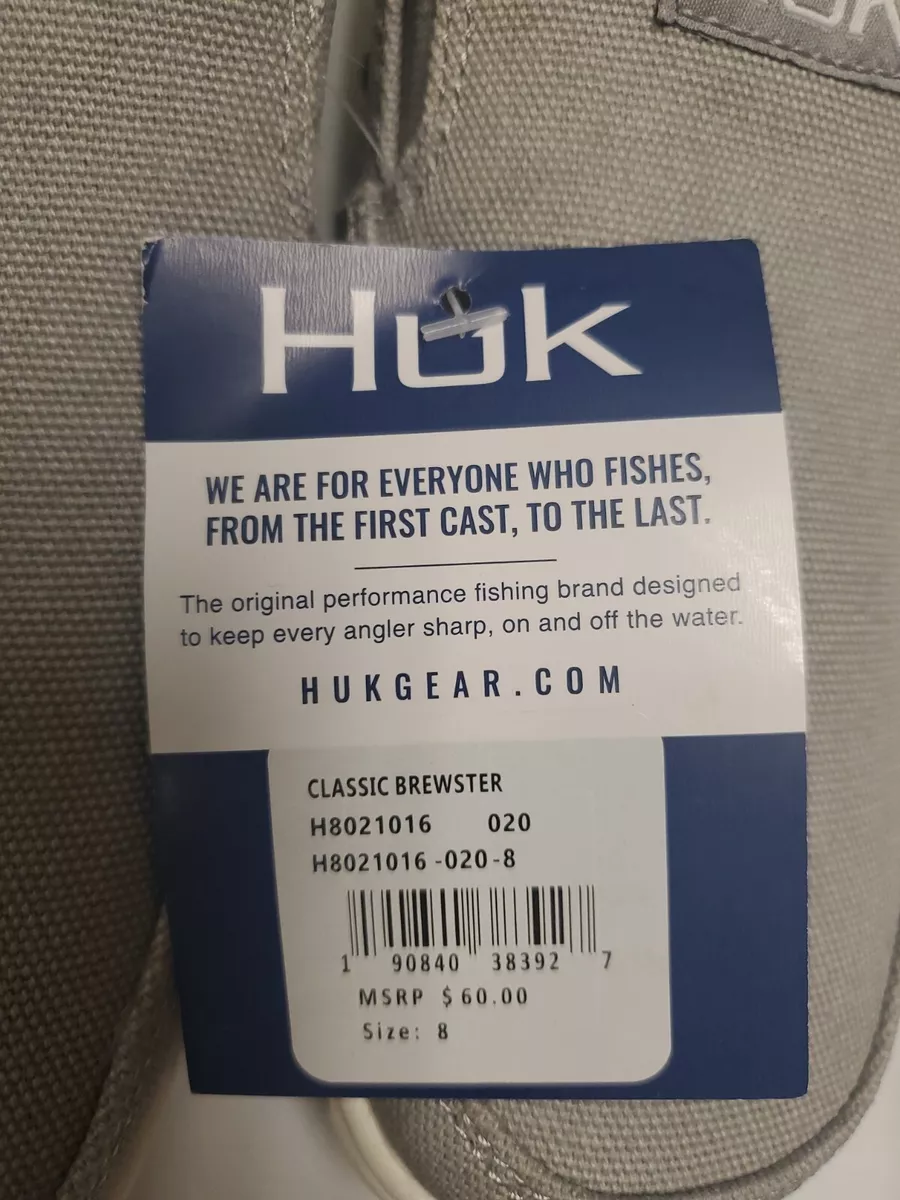 HUK
HUK
WE ARE FOR EVERYONE WHO FISHES,
FROM THE FIRST CAST, TO THE LAST.
The original performance fishing brand designed
to keep every angler sharp, on and off the water.
HUKGEAR.COM
CLASSIC BREWSTER
H8021016 020
H8021016-020-8
1 90840 38392 7
MSRP $60.00
Size: 8